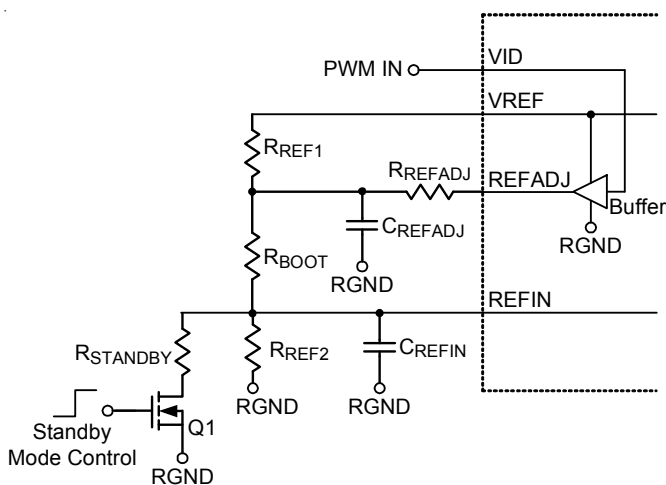 PWM IN
VID
VREF
RREF1
RREFADJ
REFADJ
Buffer
CREFADJ
RGND
RGND
RBOOT
REFIN
RSTANDBY
RREF2
CREFIN
RGND
RGND
Q1
Standby
Mode Control
RGND